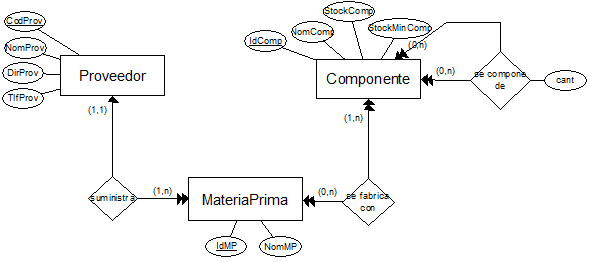 CodProv
NomProv
DirProv
TlfProv
Proveedor
(1,1)
suministra
(1,n)
MateriaPrima
IdMP
NomMP
(0,n)
se fabrica
con
(1,n)
Componente
IdComp
NomComp
StockComp
StockMinComp
(0,n)
(0,n)
se compone
de
cant